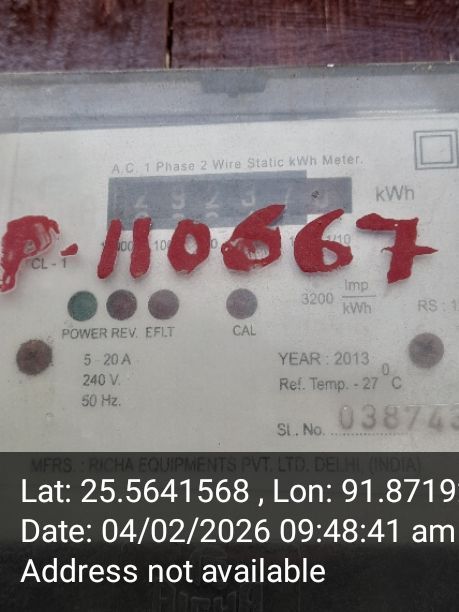 A.C. 1 Phase 2 Wire Static kWh Meter.
kWh
P-110667
CL - 1
1/10
3200 Imp/kWh
RS : 1
POWER REV. EFLT CAL
5 - 20 A
240 V.
50 Hz.
YEAR : 2013
Ref. Temp. - 27 0C
SL. No. 038743
MFRS. : RICHA EQUIPMENTS PVT. LTD. DELHI, (INDIA)
Lat: 25.5641568 , Lon: 91.8719
Date: 04/02/2026 09:48:41 am
Address not available